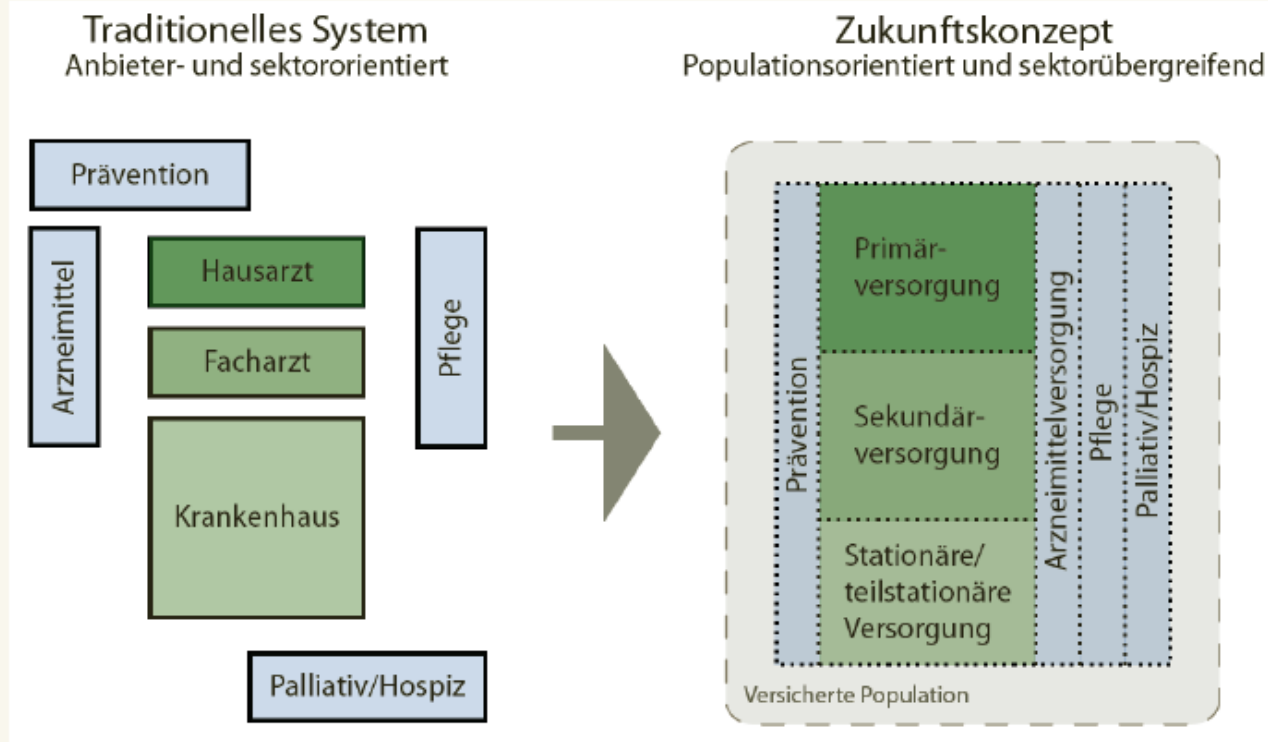 Traditionelles System
Anbieter- und sektororientiert
Prävention
Arzneimittel
Hausarzt
Facharzt
Krankenhaus
Pflege
Palliativ/Hospiz
Zukunftskonzept
Populationsorientiert und sektorübergreifend
Prävention
Primär-
versorgung
Sekundär-
versorgung
Stationäre/
teilstationäre
Versorgung
Arzneimittelversorgung
Pflege
Palliativ/Hospiz
Versicherte Population